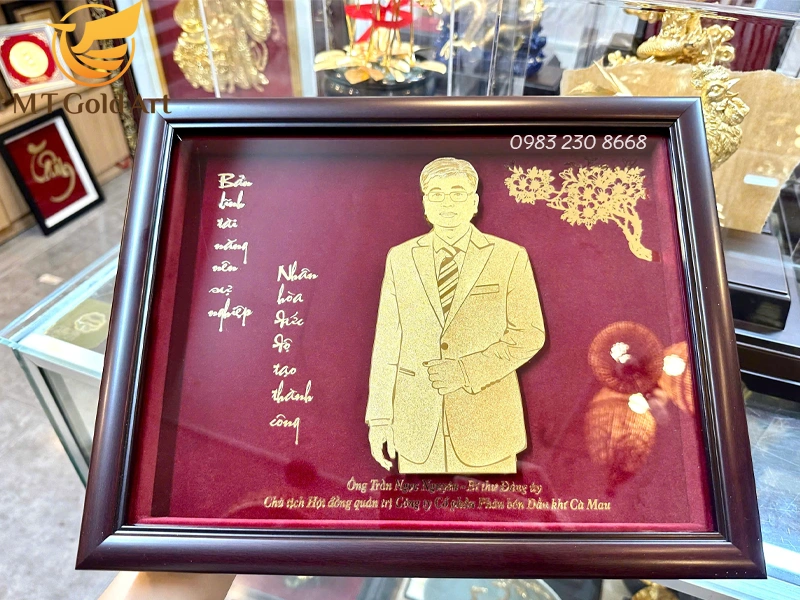 MT Gold Art
0983 230 8668
Bản
lĩnh
tài
năng
nên
sự
nghiệp
Nhân
hòa
đức
độ
tạo
thành
công
Ông Trần Ngọc Nguyên - Bí thư Đảng ủy
Chủ tịch Hội đồng quản trị Công ty Cổ phần Phân bón Dầu khí Cà Mau